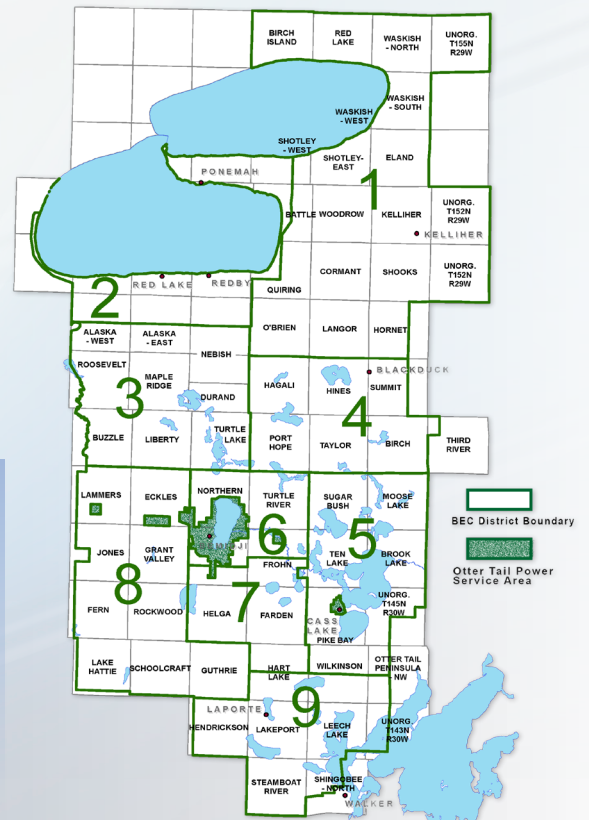 BIRCH
ISLAND
RED
LAKE
WASKISH
- NORTH
UNORG.
T155N
R29W
WASKISH
- SOUTH
WASKISH
- WEST
SHOTLEY
- WEST
SHOTLEY-
EAST
ELAND
1
PONEMAH
BATTLE
WOODROW
KELLIHER
UNORG.
T152N
R29W
KELLIHER
CORMANT
SHOOKS
UNORG.
T152N
R29W
RED LAKE
REDBY
QUIRING
2
ALASKA
- WEST
ALASKA
- EAST
O'BRIEN
LANGOR
HORNET
NEBISH
ROOSEVELT
MAPLE
RIDGE
BLACKDUCK
HAGALI
HINES
SUMMIT
3
DURAND
4
BUZZLE
LIBERTY
TURTLE
LAKE
PORT
HOPE
TAYLOR
BIRCH
THIRD
RIVER
LAMMERS
ECKLES
NORTHERN
TURTLE
RIVER
SUGAR
BUSH
MOOSE
LAKE
BEC District Boundary
Otter Tail Power
Service Area
6
5
BEMIDJI
JONES
GRANT
VALLEY
FROHN
TEN
LAKE
BROOK
LAKE
8
7
FERN
ROCKWOOD
HELGA
FARDEN
UNORG.
T145N
R30W
CASS
LAKE
PIKE BAY
LAKE
HATTIE
SCHOOLCRAFT
GUTHRIE
HART
LAKE
WILKINSON
OTTER TAIL
PENINSULA
NW
9
LAPORTE
HENDRICKSON
LAKEPORT
LEECH
LAKE
UNORG.
T143N
R30W
STEAMBOAT
RIVER
SHINGOBEE
- NORTH
WALKER